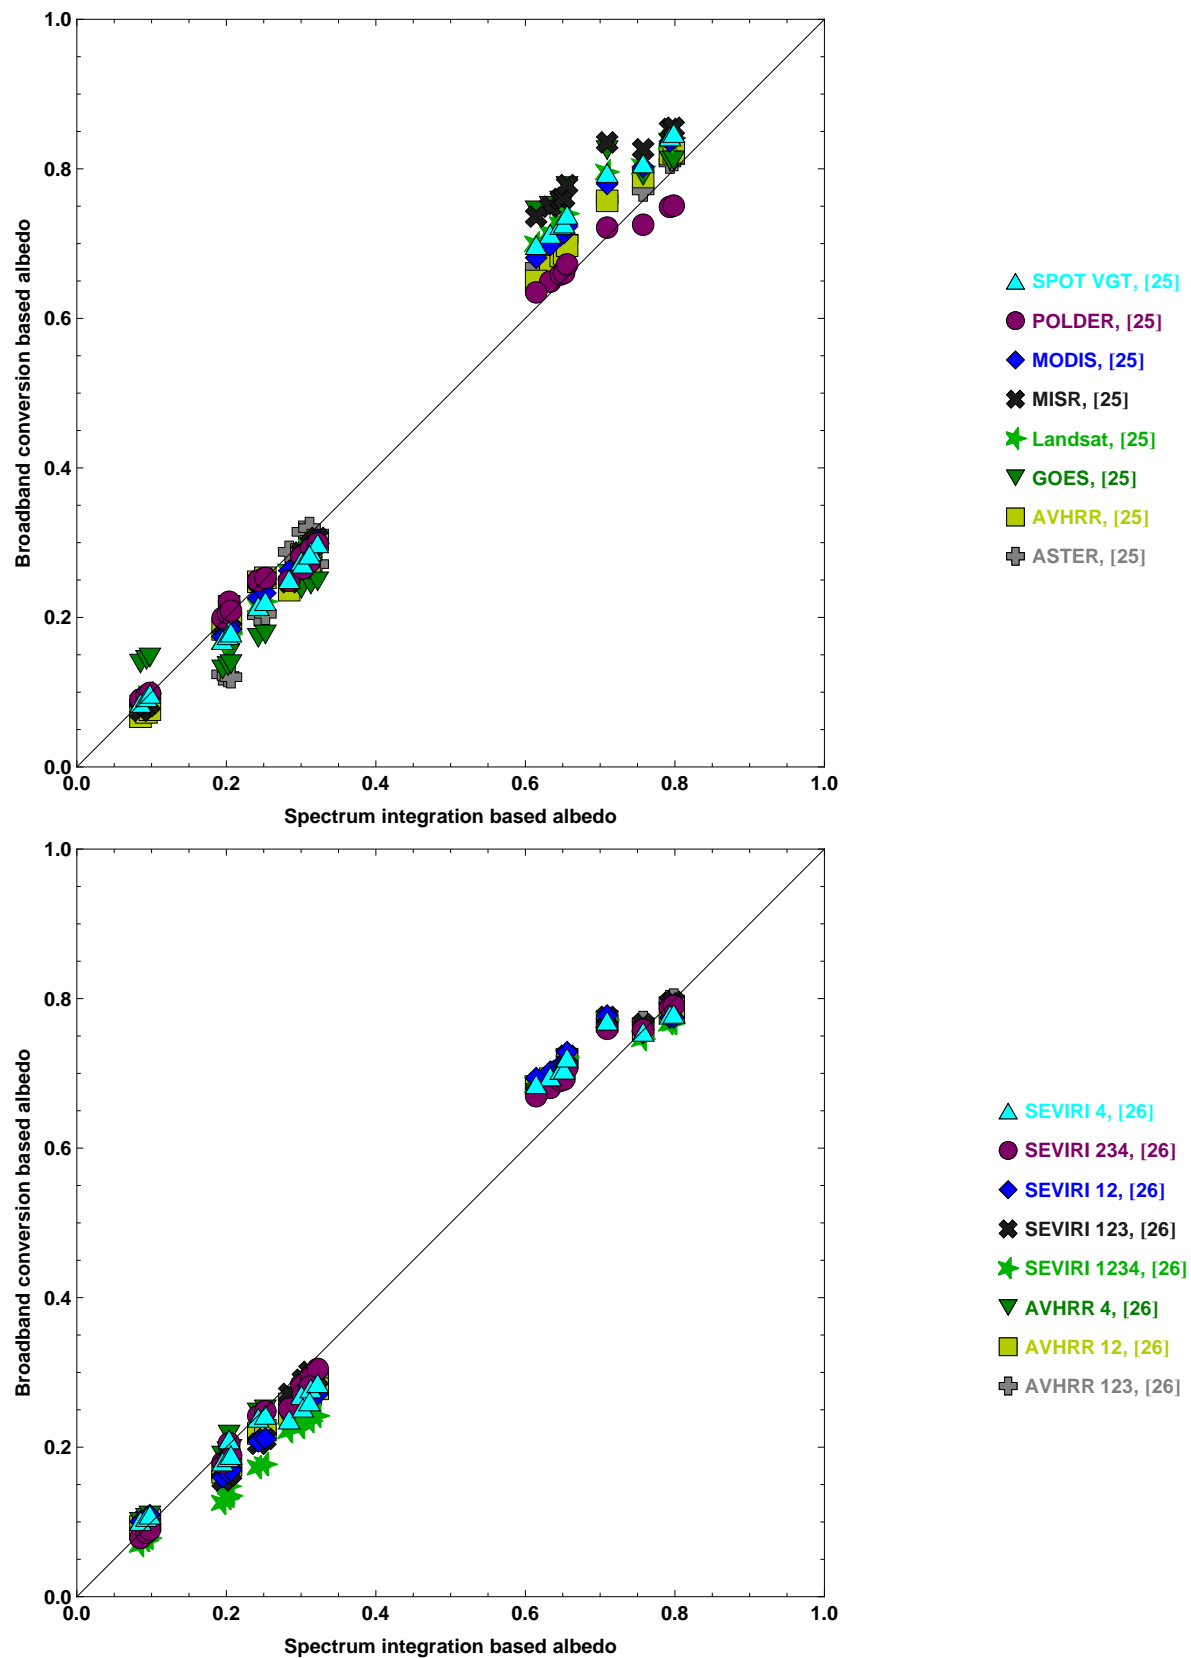 1.0
0.8
0.6
0.4
0.2
0.0
0.0 0.2 0.4 0.6 0.8 1.0
Broadband conversion based albedo
Spectrum integration based albedo
SPOT VGT, [25]
POLDER, [25]
MODIS, [25]
MISR, [25]
Landsat, [25]
GOES, [25]
AVHRR, [25]
ASTER, [25]
1.0
0.8
0.6
0.4
0.2
0.0
0.0 0.2 0.4 0.6 0.8 1.0
Broadband conversion based albedo
Spectrum integration based albedo
SEVIRI 4, [26]
SEVIRI 234, [26]
SEVIRI 12, [26]
SEVIRI 123, [26]
SEVIRI 1234, [26]
AVHRR 4, [26]
AVHRR 12, [26]
AVHRR 123, [26]